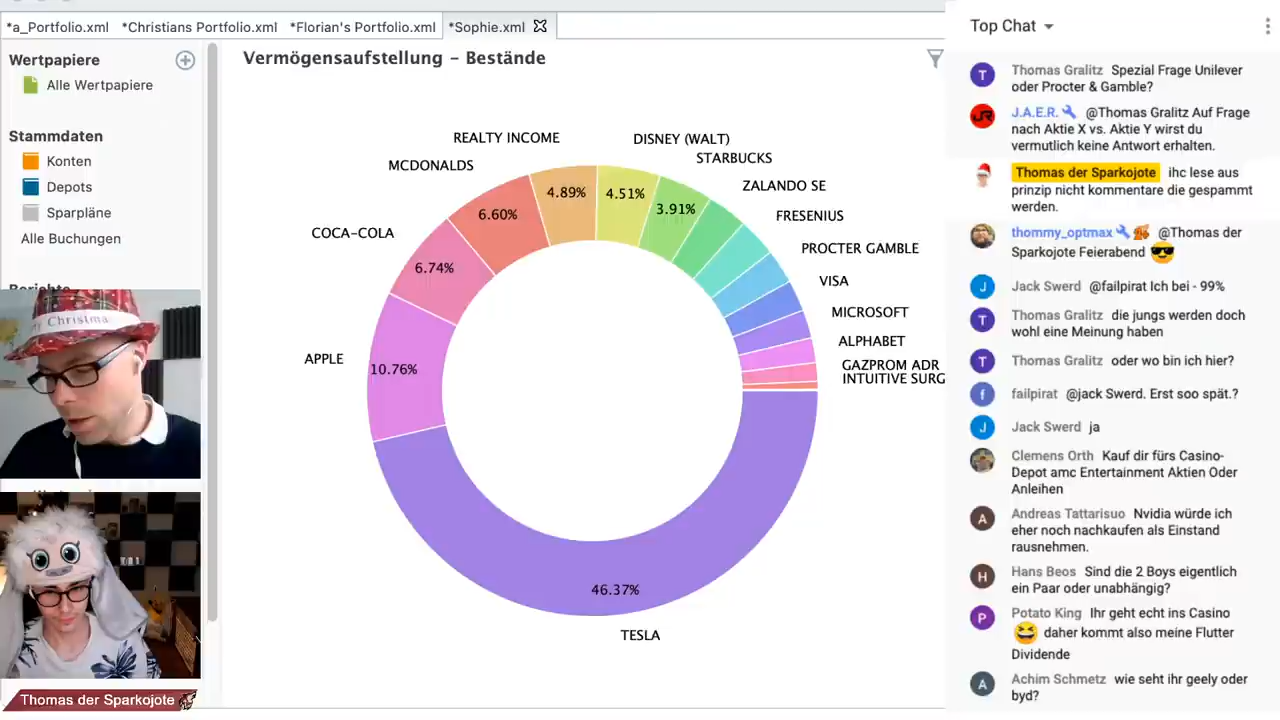 *a_Portfolio.xml *Christians Portfolio.xml *Florian's Portfolio.xml *Sophie.xml
Wertpapiere
Alle Wertpapiere
Stammdaten
Konten
Depots
Sparpläne
Alle Buchungen
Vermögensaufstellung – Bestände
REALTY INCOME
DISNEY (WALT)
MCDONALDS
STARBUCKS
4.89%
4.51%
ZALANDO SE
3.91%
6.60%
FRESENIUS
COCA-COLA
PROCTER GAMBLE
6.74%
VISA
MICROSOFT
ALPHABET
APPLE
10.76%
GAZPROM ADR
INTUITIVE SURG
46.37%
TESLA
Thomas der Sparkojote
Top Chat
Thomas Gralitz Spezial Frage Unilever
oder Procter & Gamble?
J.A.E.R. @Thomas Gralitz Auf Frage
nach Aktie X vs. Aktie Y wirst du
vermutlich keine Antwort erhalten.
Thomas der Sparkojote ihc lese aus
prinzip nicht kommentare die gespammt
werden.
thommy_optmax @Thomas der
Sparkojote Feierabend
Jack Swerd @failpirat Ich bei - 99%
Thomas Gralitz die jungs werden doch
wohl eine Meinung haben
Thomas Gralitz oder wo bin ich hier?
failpirat @jack Swerd. Erst soo spät.?
Jack Swerd ja
Clemens Orth Kauf dir fürs Casino-
Depot amc Entertainment Aktien Oder
Anleihen
Andreas Tattarisuo Nvidia würde ich
eher noch nachkaufen als Einstand
rausnehmen.
Hans Beos Sind die 2 Boys eigentlich
ein Paar oder unabhängig?
Potato King Ihr geht echt ins Casino
daher kommt also meine Flutter
Dividende
Achim Schmetz wie seht ihr geely oder
byd?